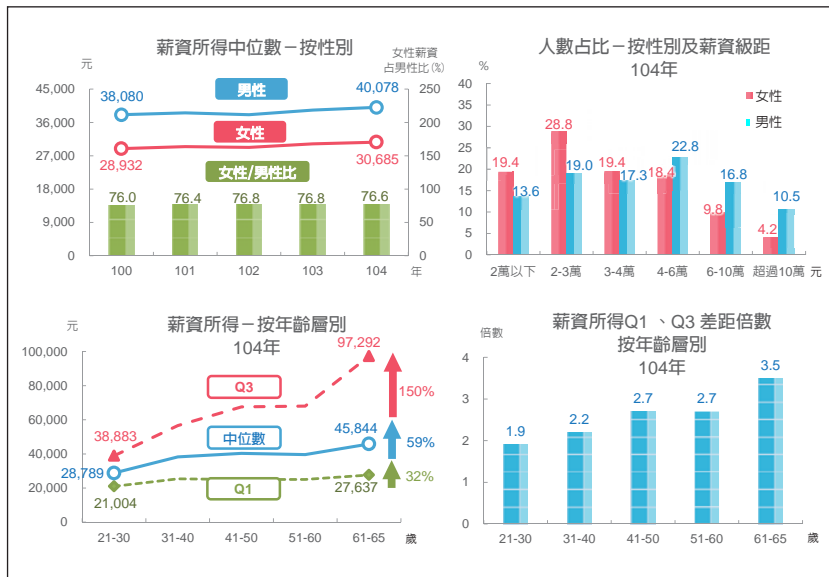 薪資所得中位數－按性別
元
女性薪資
占男性比(%)
45,000
36,000
27,000
18,000
9,000
0
250
200
150
100
50
0
38,080
男性
40,078
28,932
女性
30,685
女性/男性比
76.0
76.4
76.8
76.8
76.6
100
101
102
103
104
年
人數占比－按性別及薪資級距
104年
%
女性
男性
40
35
30
25
20
15
10
5
0
19.4
13.6
28.8
19.0
19.4
17.3
18.4
22.8
9.8
16.8
4.2
10.5
2萬以下
2-3萬
3-4萬
4-6萬
6-10萬
超過10萬
元
薪資所得－按年齡層別
104年
元
100,000
80,000
60,000
40,000
20,000
0
97,292
Q3
150%
38,883
中位數
45,844
59%
28,789
Q1
32%
21,004
27,637
21-30
31-40
41-50
51-60
61-65
歲
薪資所得Q1 、Q3 差距倍數
按年齡層別
104年
倍數
4
3
2
1
0
1.9
2.2
2.7
2.7
3.5
21-30
31-40
41-50
51-60
61-65
歲